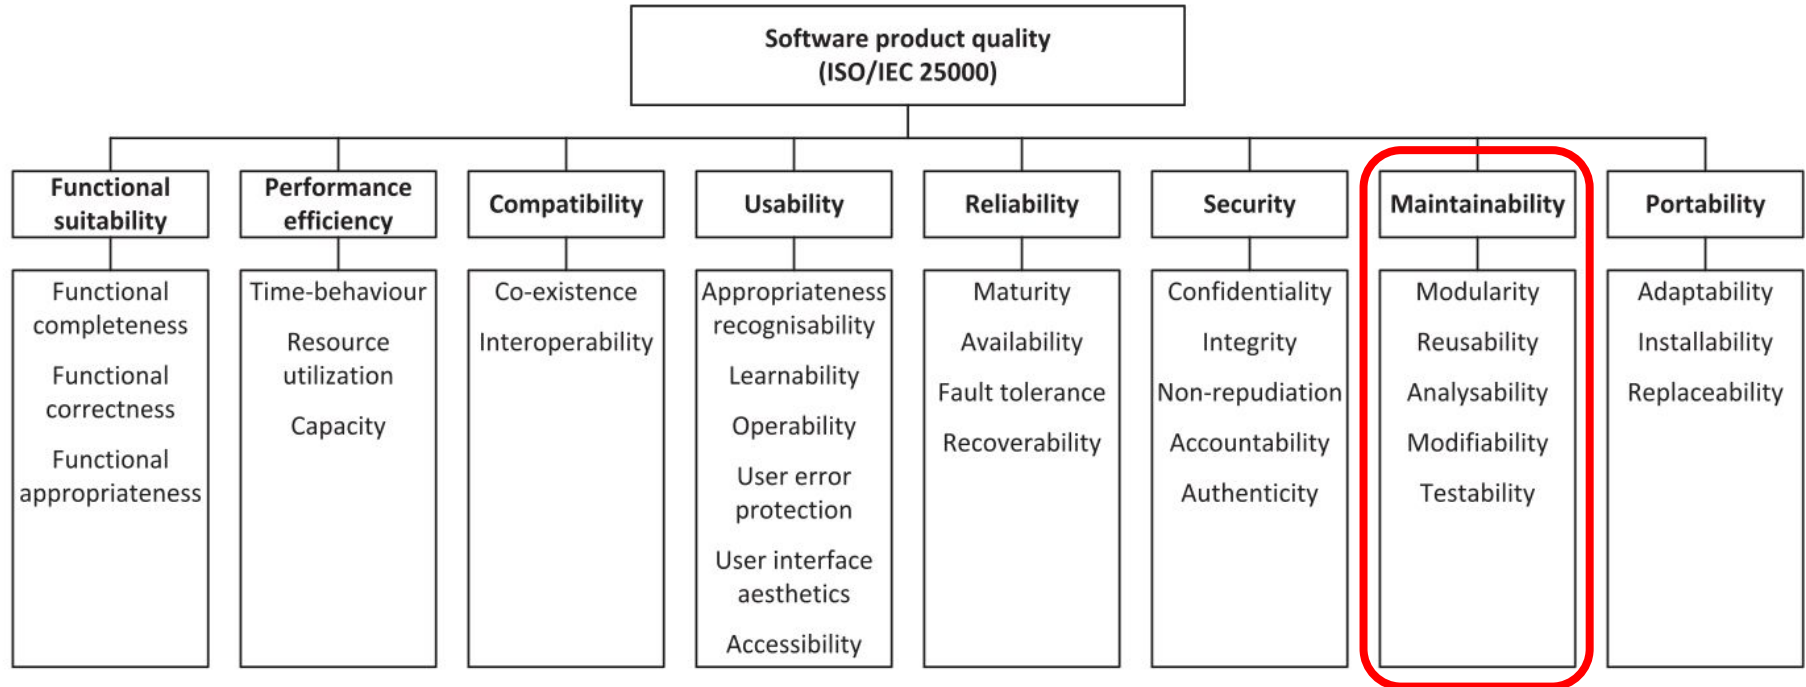 Software product quality
(ISO/IEC 25000)
Functional
suitability
Performance
efficiency
Compatibility
Usability
Reliability
Security
Maintainability
Portability
Functional
completeness
Functional
correctness
Functional
appropriateness
Time-behaviour
Resource
utilization
Capacity
Co-existence
Interoperability
Appropriateness
recognisability
Learnability
Operability
User error
protection
User interface
aesthetics
Accessibility
Maturity
Availability
Fault tolerance
Recoverability
Confidentiality
Integrity
Non-repudiation
Accountability
Authenticity
Modularity
Reusability
Analysability
Modifiability
Testability
Adaptability
Installability
Replaceability